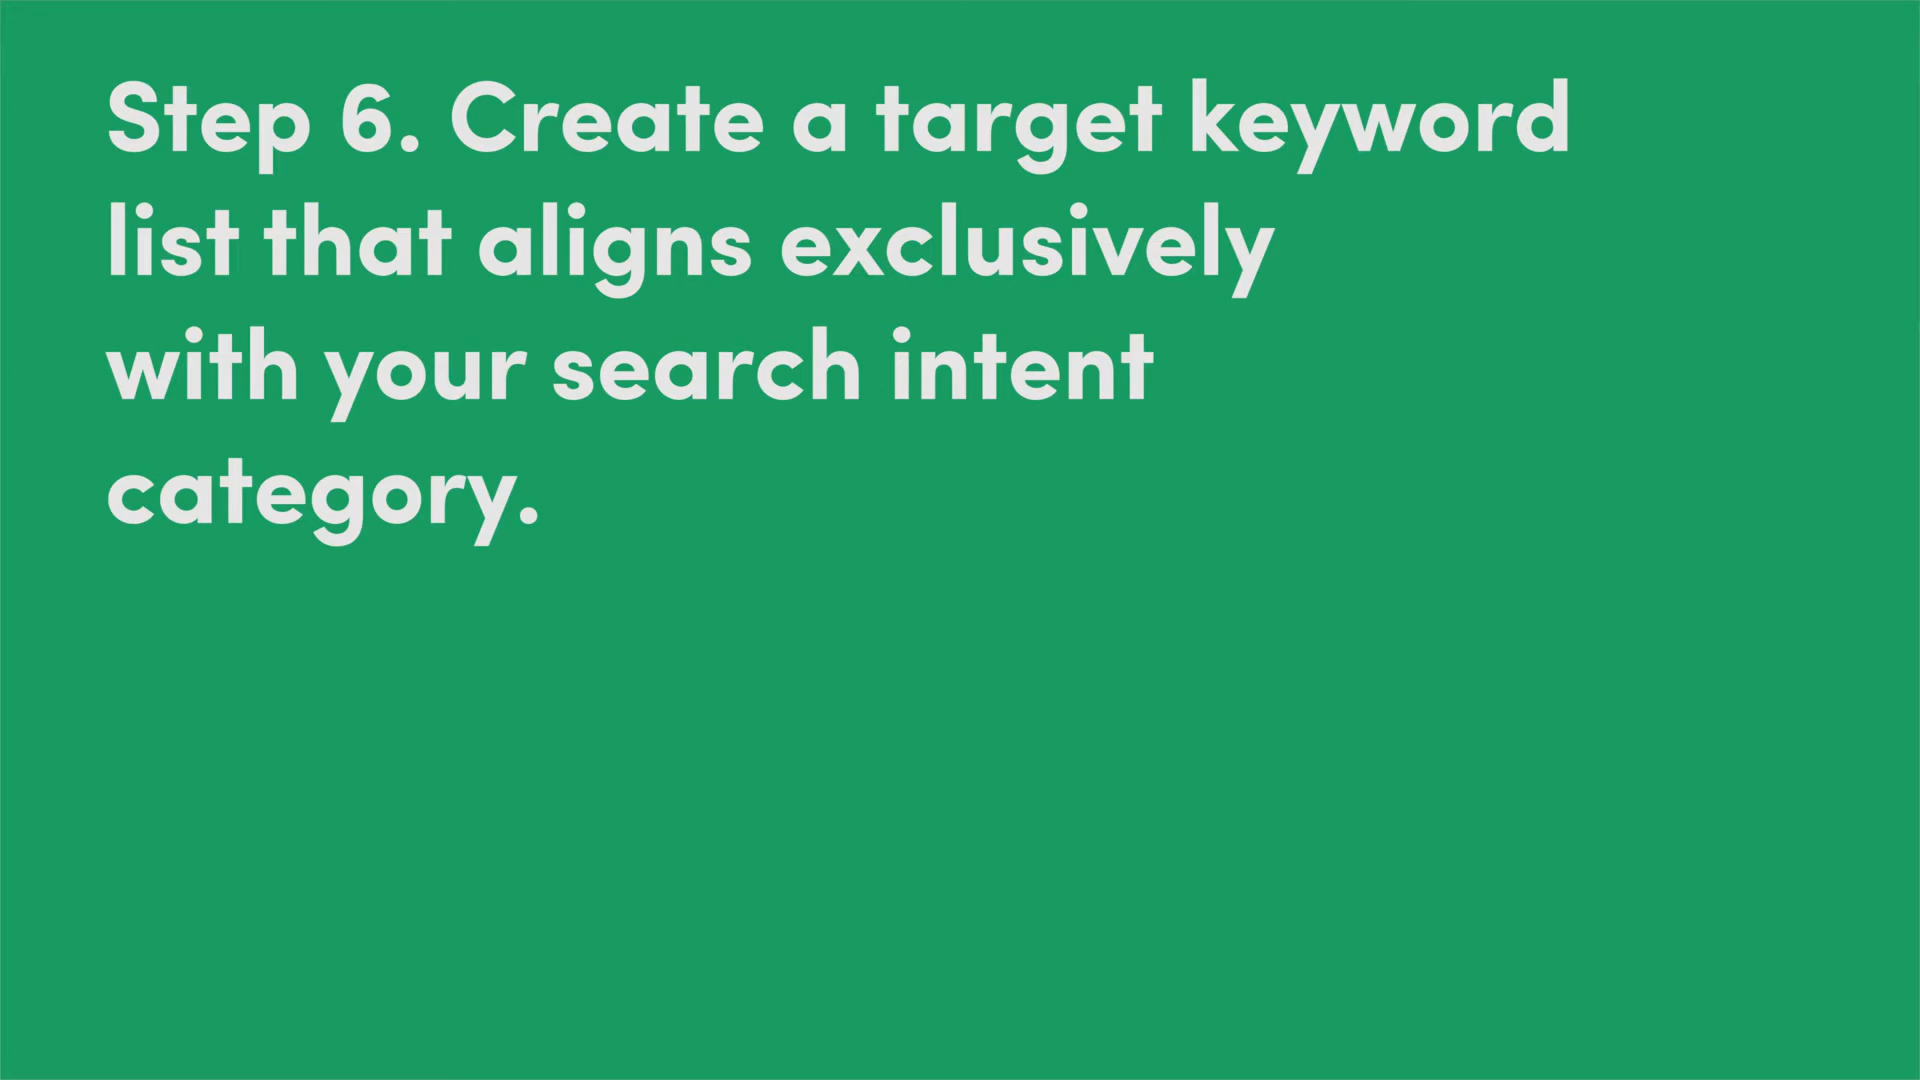 Step 6. Create a target keyword
list that aligns exclusively
with your search intent
category.